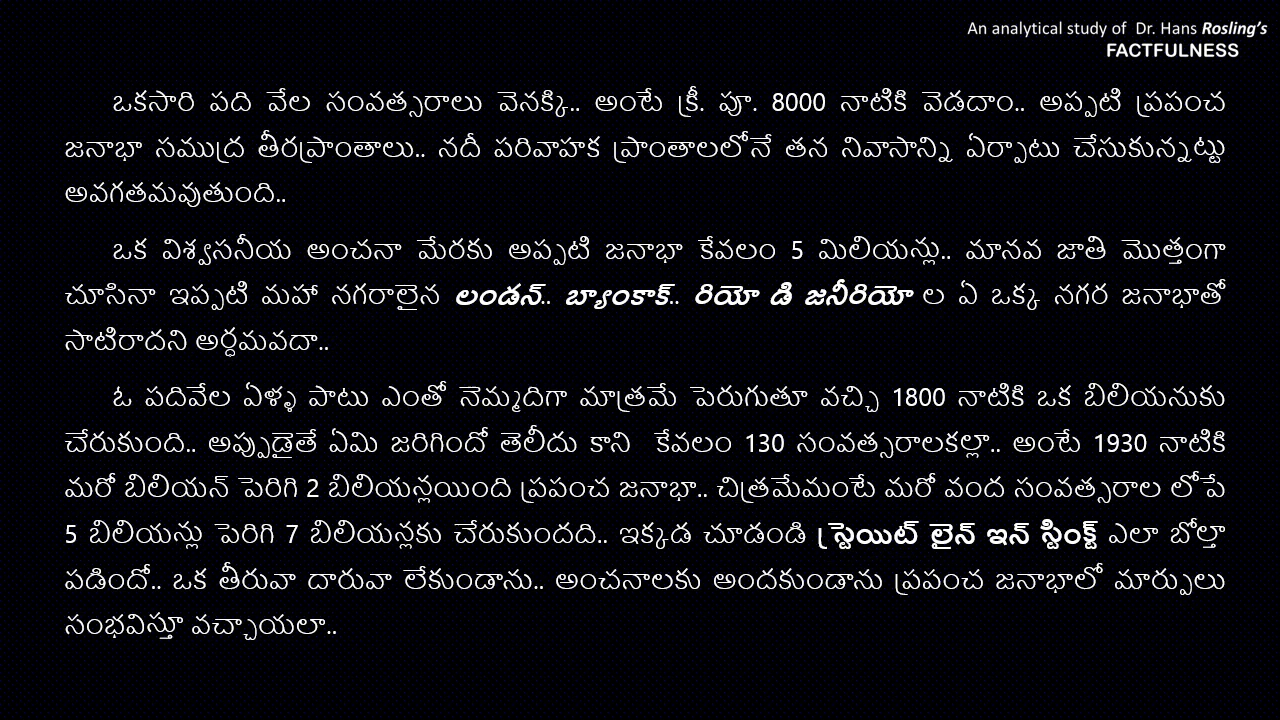 An analytical study of Dr. Hans Rosling's
FACTFULNESS
ఒకసారి పది వేల సంవత్సరాలు వెనక్కి.. అంటే క్రీ. పూ. 8000 నాటికి వెడదాం.. అప్పటి ప్రపంచ
జనాభా సముద్ర తీరప్రాంతాలు.. నదీ పరివాహక ప్రాంతాలలోనే తన నివాసాన్ని ఏర్పాటు చేసుకున్నట్టు
అవగతమవుతుంది..
ఒక విశ్వసనీయ అంచనా మేరకు అప్పటి జనాభా కేవలం 5 మిలియన్లు.. మానవ జాతి మొత్తంగా
చూసినా ఇప్పటి మహా నగరాలైన లండన్.. బ్యాంకాక్.. రియో డి జనీరియో ల ఏ ఒక్క నగర జనాభాతో
సాటిరాదని అర్ధమవదా..
ఓ పదివేల ఏళ్ళ పాటు ఎంతో నెమ్మదిగా మాత్రమే పెరుగుతూ వచ్చి 1800 నాటికి ఒక బిలియనుకు
చేరుకుంది.. అప్పుడైతే ఏమి జరిగిందో తెలీదు కాని కేవలం 130 సంవత్సరాలకల్లా.. అంటే 1930 నాటికి
మరో బిలియన్ పెరిగి 2 బిలియన్లయింది ప్రపంచ జనాభా.. చిత్రమేమంటే మరో వంద సంవత్సరాల లోపే
5 బిలియన్లు పెరిగి 7 బిలియన్లకు చేరుకుందది.. ఇక్కడ చూడండి స్ట్రెయిట్ లైన్ ఇన్ స్టింక్ట్ ఎలా బోల్తా
పడిందో.. ఒక తీరువా దారువా లేకుండాను.. అంచనాలకు అందకుండాను ప్రపంచ జనాభాలో మార్పులు
సంభవిస్తూ వచ్చాయలా..